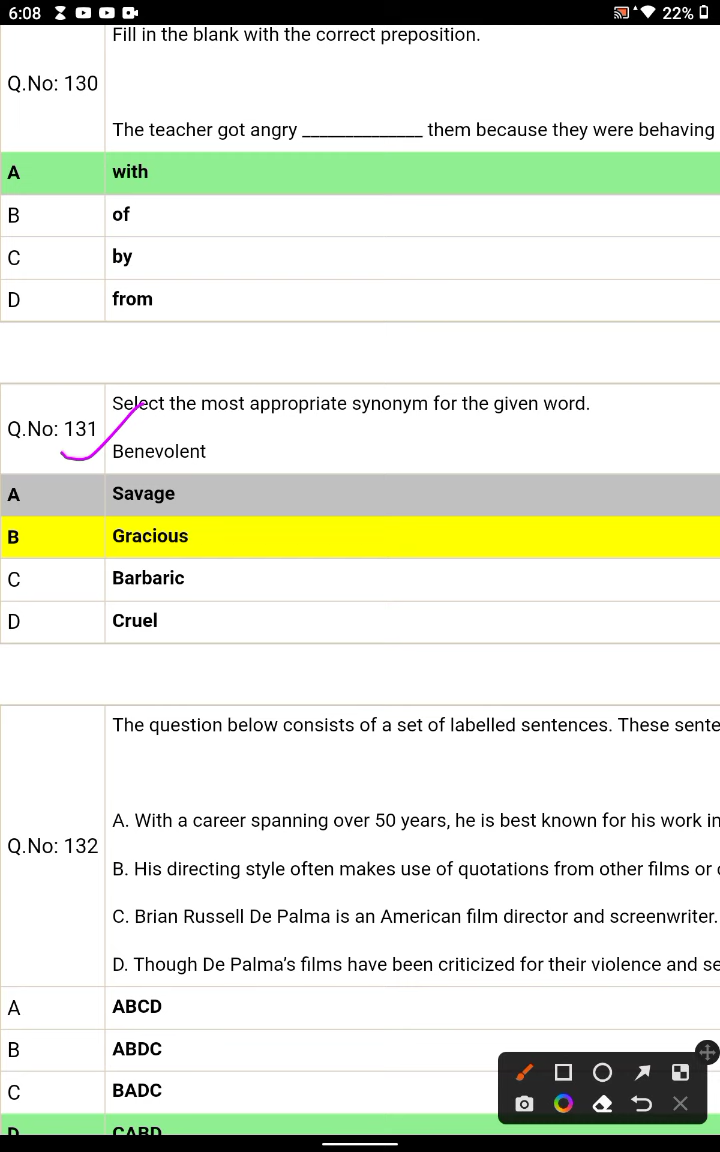 6:08
22%
Fill in the blank with the correct preposition.
Q.No: 130
The teacher got angry ______________ them because they were behaving
A with
B of
C by
D from
Select the most appropriate synonym for the given word.
Q.No: 131
Benevolent
A Savage
B Gracious
C Barbaric
D Cruel
The question below consists of a set of labelled sentences. These sente
A. With a career spanning over 50 years, he is best known for his work in
Q.No: 132
B. His directing style often makes use of quotations from other films or
C. Brian Russell De Palma is an American film director and screenwriter.
D. Though De Palma's films have been criticized for their violence and se
A ABCD
B ABDC
C BADC
D CABD